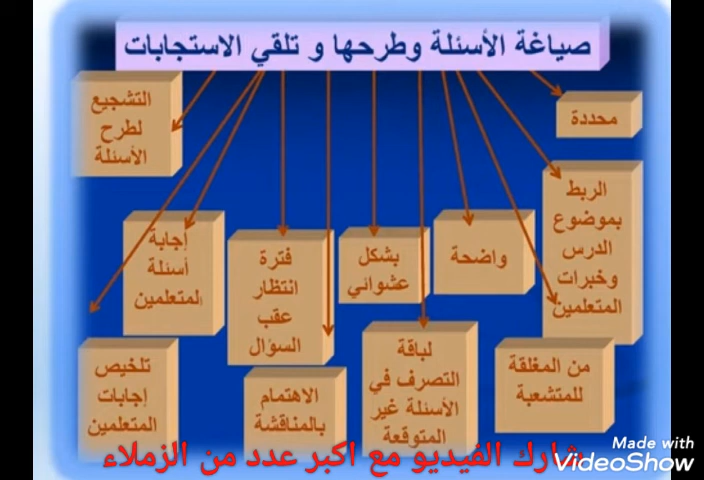 صياغة الأسئلة وطرحها و تلقي الاستجابات
محددة
الربط
بموضوع
الدرس
وخبرات
المتعلمين
واضحة
من المغلقة
للمتشعبة
بشكل
عشوائي
لباقة
التصرف في
الأسئلة غير
المتوقعة
فترة
انتظار
عقب
السؤال
الاهتمام
بالمناقشة
إجابة
أسئلة
المتعلمين
التشجيع
لطرح
الأسئلة
تلخيص
إجابات
المتعلمين
شارك الفيديو مع اكبر عدد من الزملاء
Made with
VideoShow